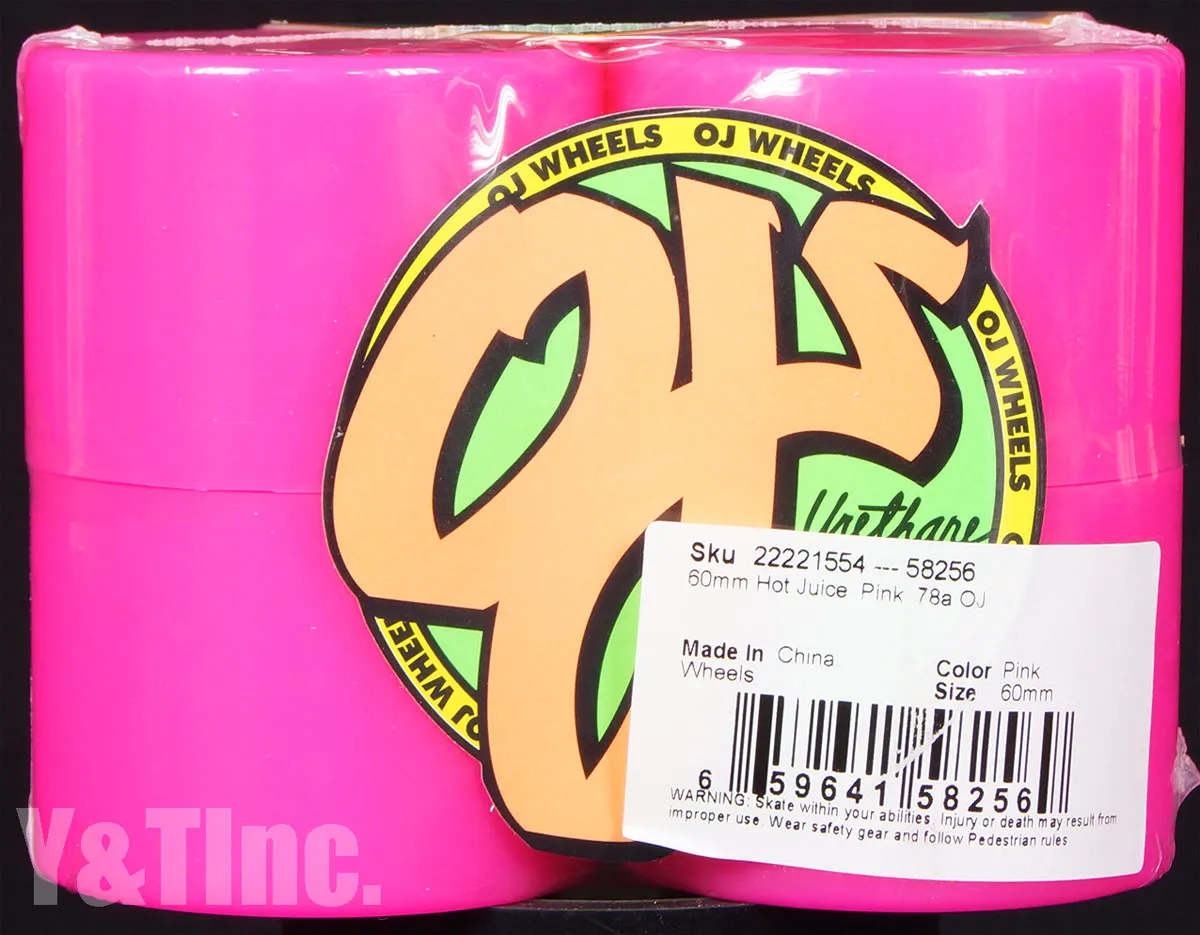 OJ WHEELS OJ WHEELS
OJ WHEELS
OJ
Urethane
OJ WHEE
Sku 22221554 --- 58256
60mm Hot Juice Pink 78a OJ
Made In China
Wheels
Color Pink
Size 60mm
6 59641 58256
WARNING: Skate within your abilities. Injury or death may result from
improper use. Wear safety gear and follow Pedestrian rules
Y&TInc.